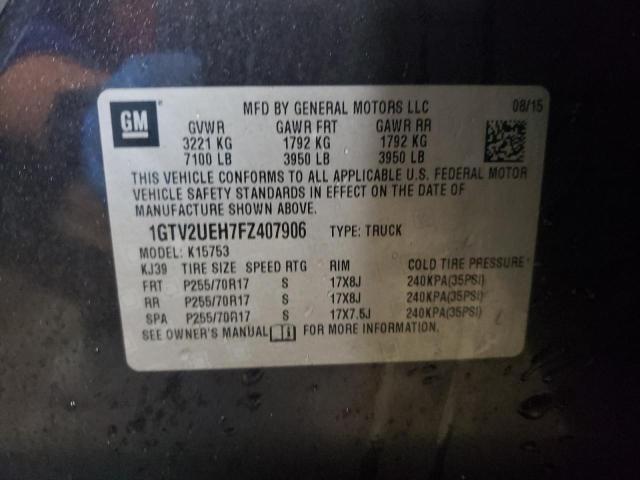 GM MFD BY GENERAL MOTORS LLC 08/15
GVWR GAWR FRT GAWR RR
3221 KG 1792 KG 1792 KG
7100 LB 3950 LB 3950 LB
THIS VEHICLE CONFORMS TO ALL APPLICABLE U.S. FEDERAL MOTOR
VEHICLE SAFETY STANDARDS IN EFFECT ON THE DATE OF
MANUFACTURE SHOWN ABOVE.
1GTV2UEH7FZ407906 TYPE: TRUCK
MODEL: K15753
KJ39 TIRE SIZE SPEED RTG RIM COLD TIRE PRESSURE
FRT P255/70R17 S 17X8J 240KPA(35PSI)
RR P255/70R17 S 17X8J 240KPA(35PSI)
SPA P255/70R17 S 17X7.5J 240KPA(35PSI)
SEE OWNER'S MANUAL FOR MORE INFORMATION.